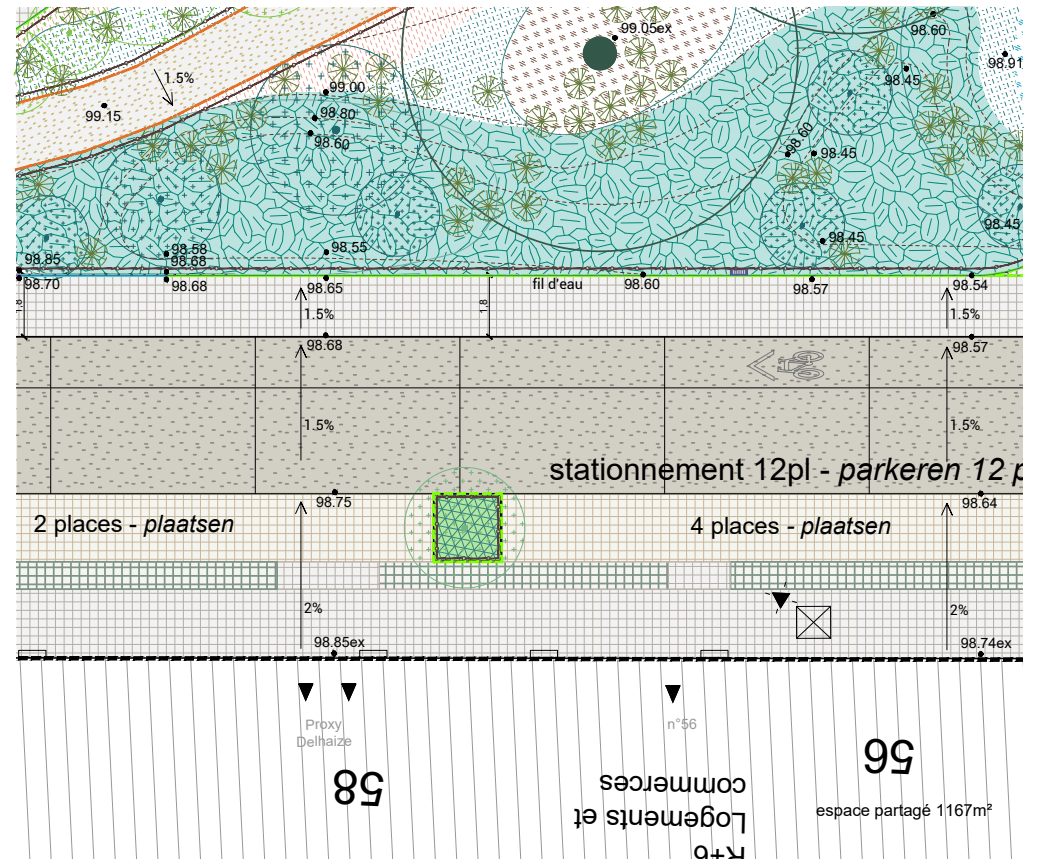 99.05ex
98.60
98.91
1.5%
98.45
99.00
99.15
98.80
98.60
98.60
98.45
98.45
98.45
98.58
98.55
98.85
98.68
98.70
98.68
98.65
fil d'eau
98.60
98.57
98.54
1.8
1.8
1.5%
1.5%
98.68
98.57
1.5%
1.5%
stationnement 12pl - parkeren 12 p
98.75
98.64
2 places - plaatsen
4 places - plaatsen
2%
2%
98.85ex
98.74ex
Proxy
Delhaize
n°56
58
56
K+6
Logements et
commerces
espace partagé 1167m²